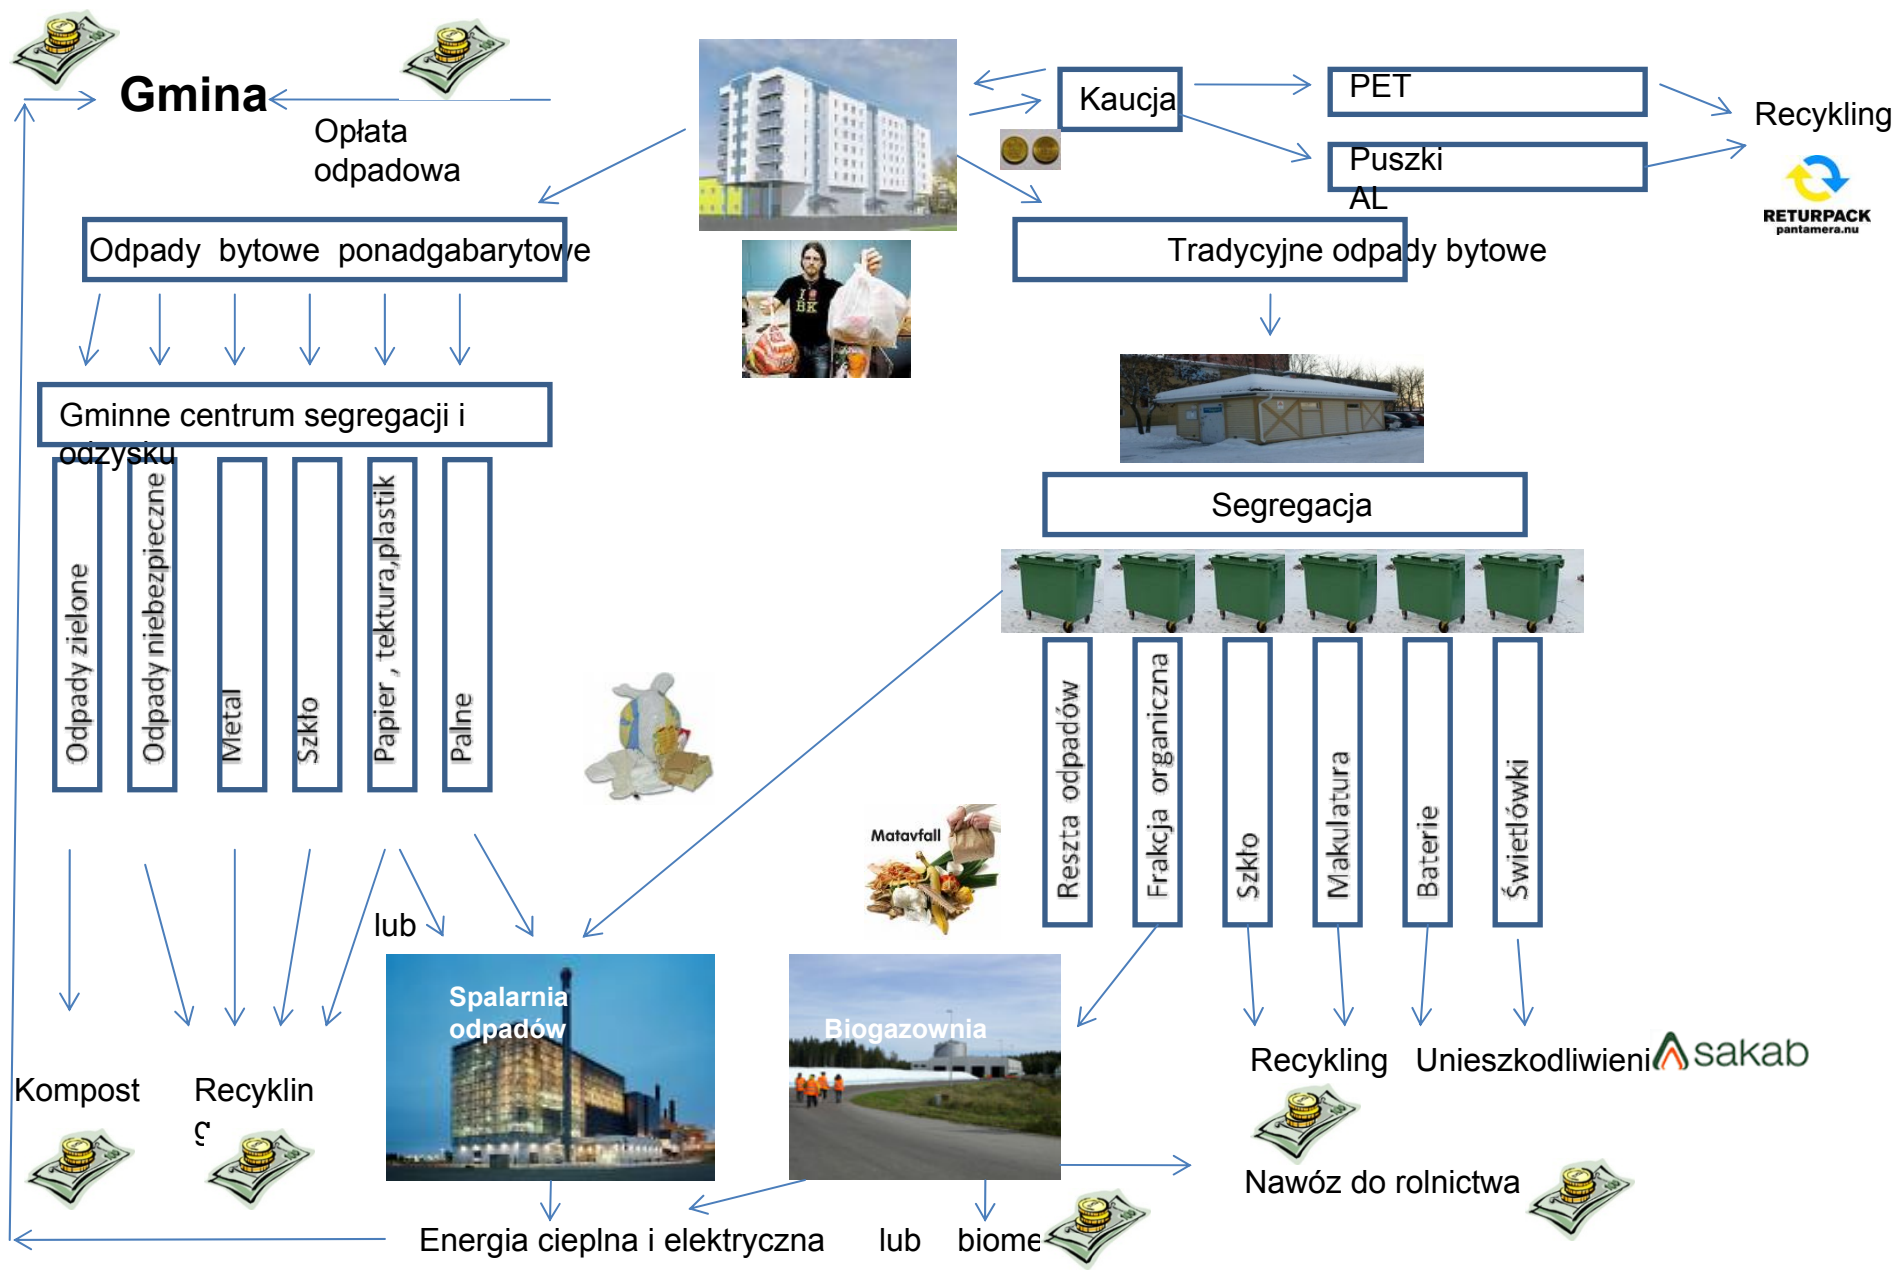 Gmina
Opłata
odpadowa
Kaucja
PET
Puszki
AL
Recykling
RETURPACK
pantamera.nu
Odpady bytowe ponadgabarytowe
Tradycyjne odpady bytowe
I
BK
Gminne centrum segregacji i
odzysku
Segregacja
Odpady zielone
Odpady niebezpieczne
Metal
Szkło
Papier , tektura,plastik
Palne
Reszta odpadów
Frakcja organiczna
Szkło
Makulatura
Baterie
Świetlówki
Matavfall
lub
Spalarnia
odpadów
Biogazownia
Kompost
Recyklin
g
Recykling
Unieszkodliwieni
sakab
Nawóz do rolnictwa
Energia cieplna i elektryczna lub biome